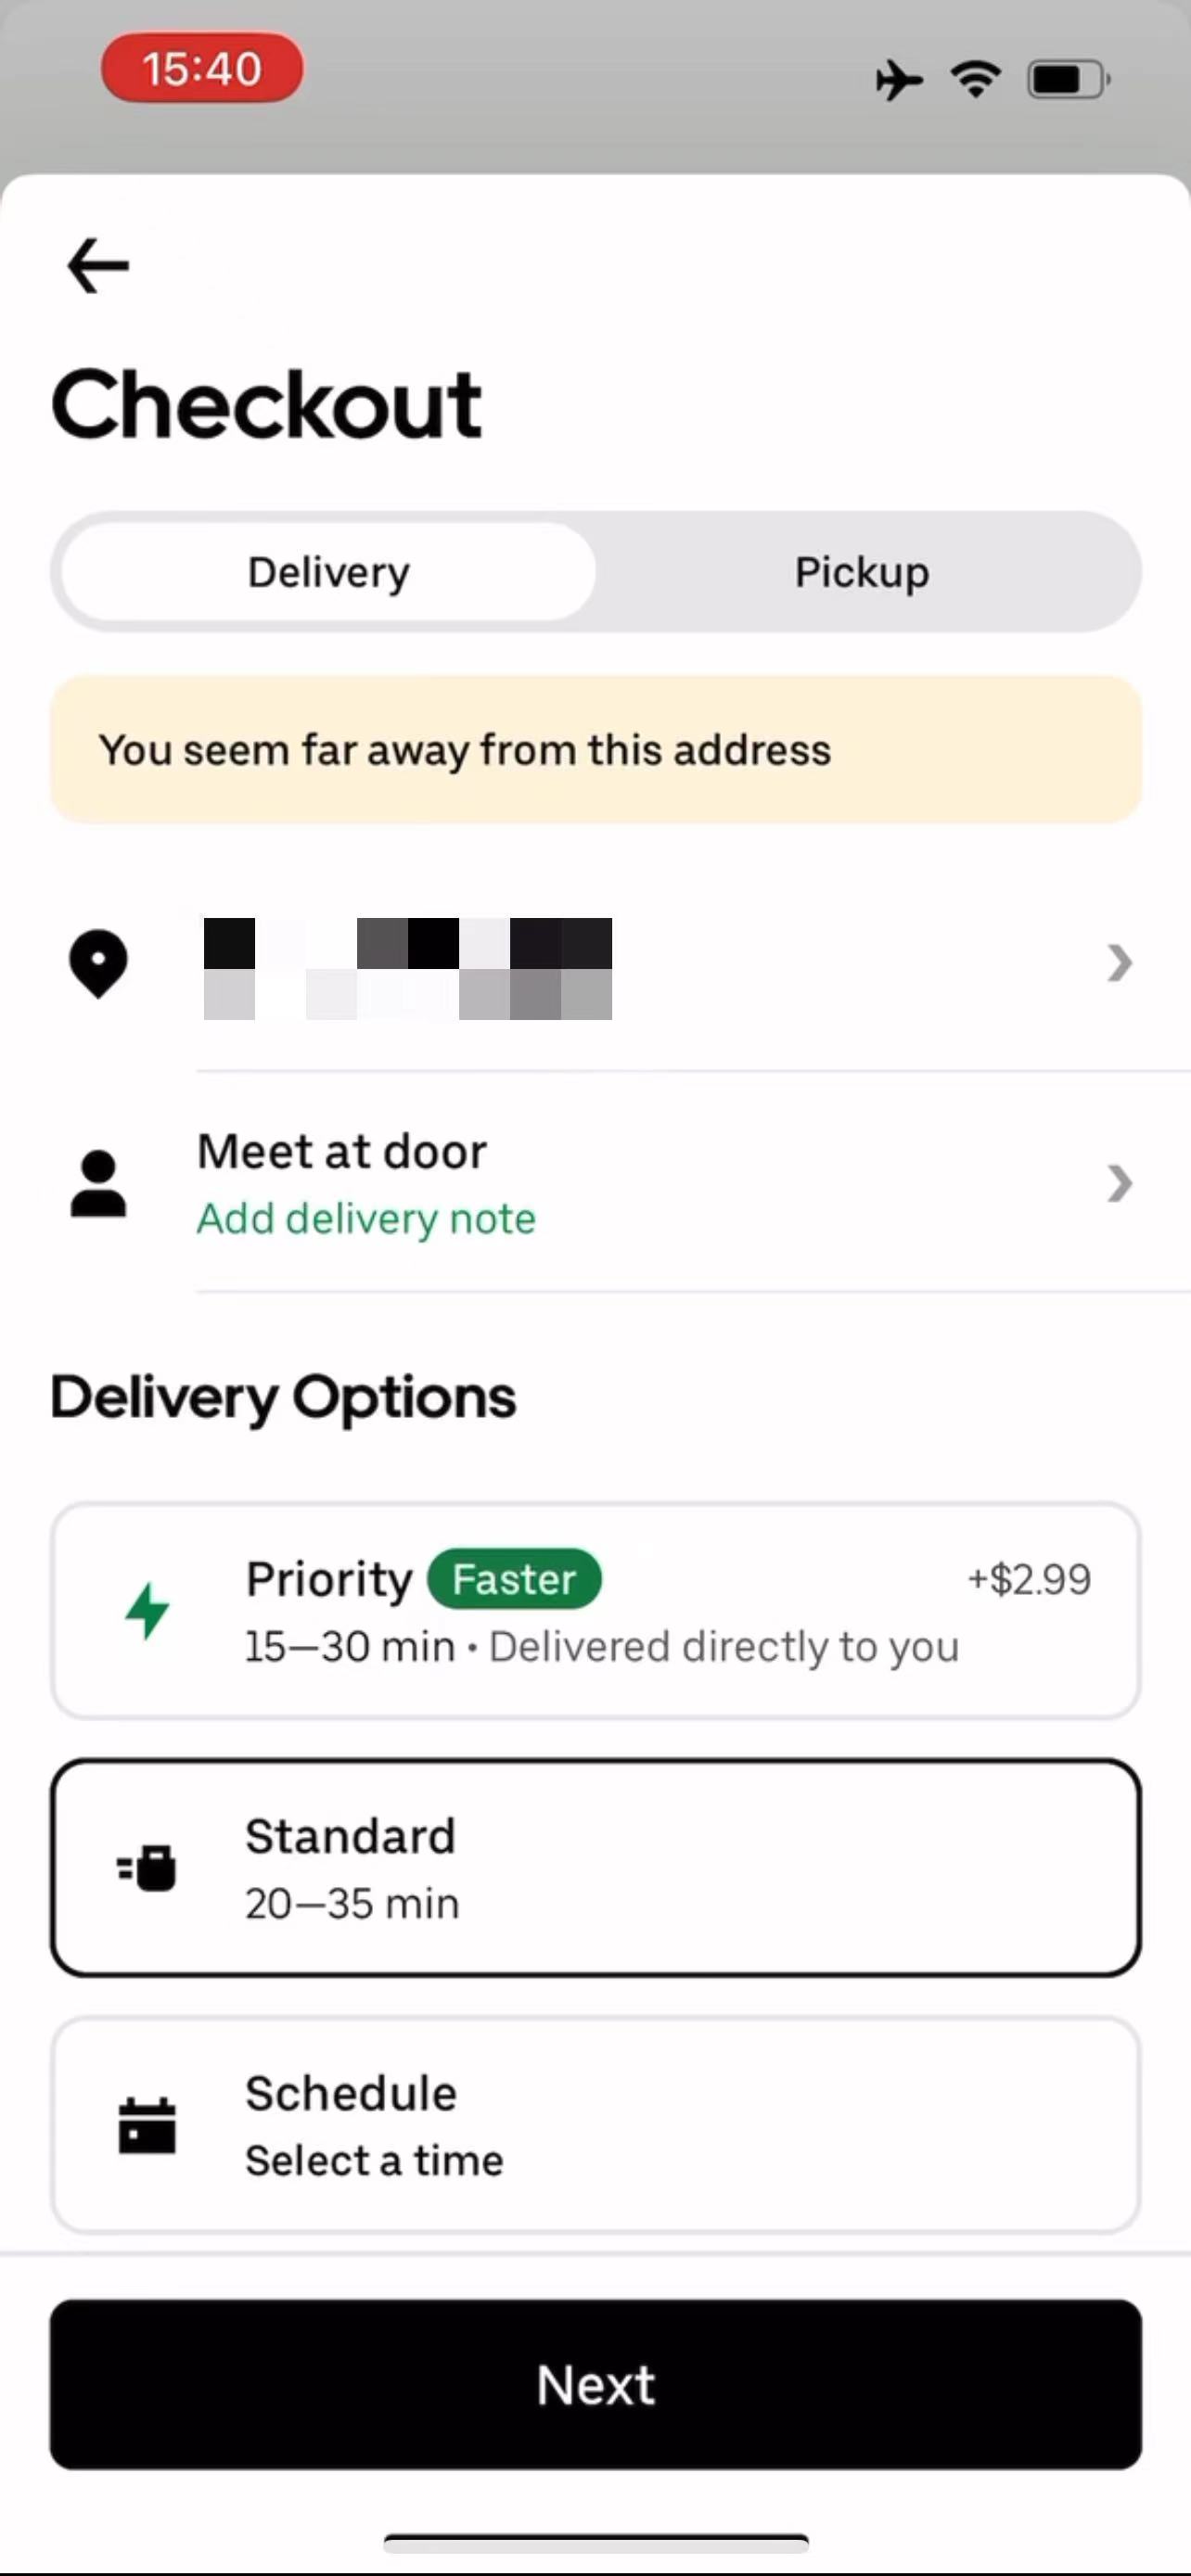 15:40
Checkout
Delivery
Pickup
You seem far away from this address
Meet at door
Add delivery note
Delivery Options
Priority Faster +$2.99
15—30 min • Delivered directly to you
Standard
20—35 min
Schedule
Select a time
Next